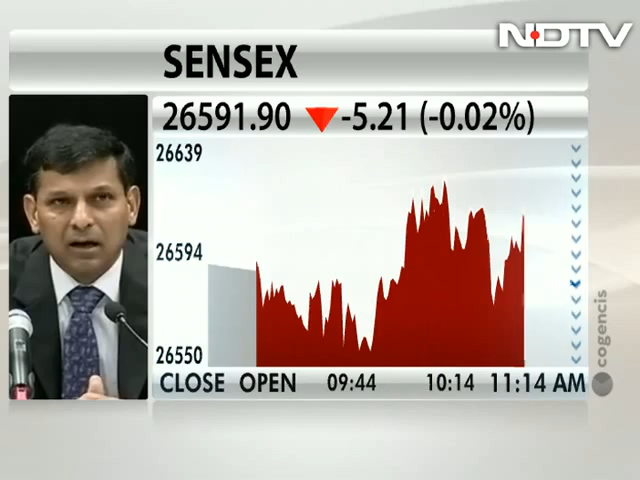 NDTV
SENSEX
26591.90 ▼ -5.21 (-0.02%)
26639
26594
26550
CLOSE OPEN 09:44 10:14 11:14 AM
cogencis